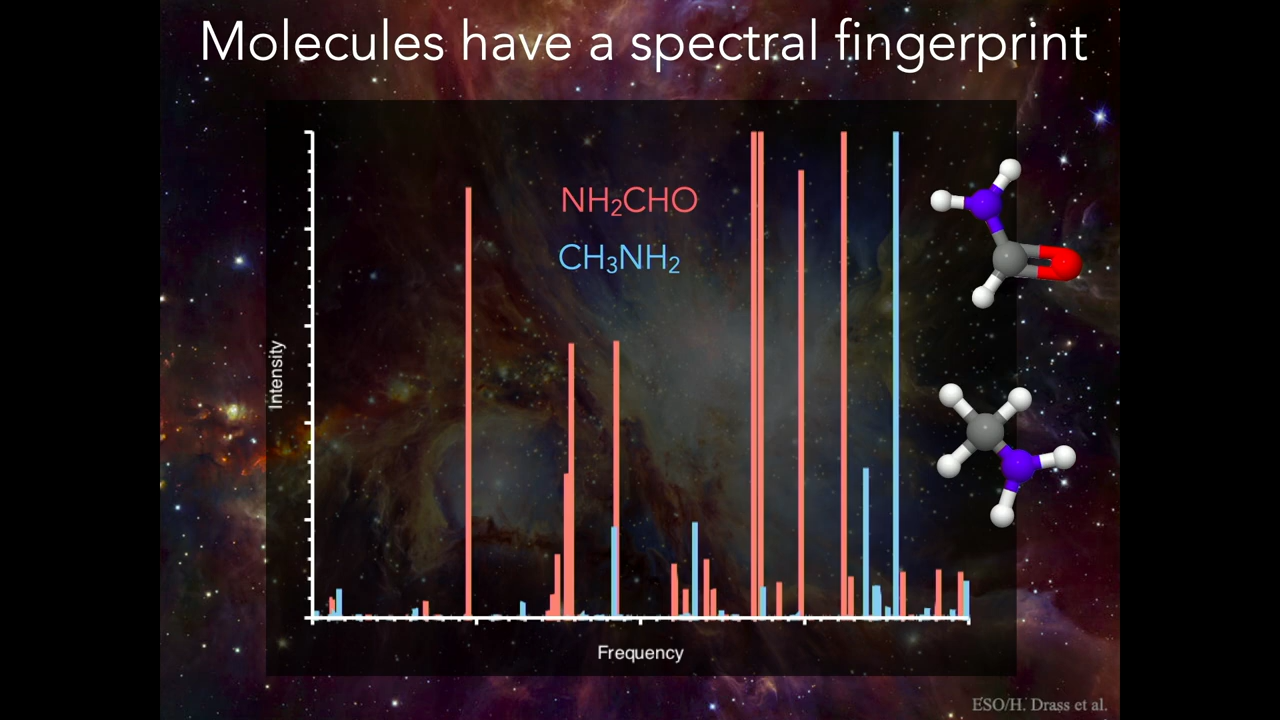 Molecules have a spectral fingerprint
NH₂CHO
CH₃NH₂
Intensity
Frequency
ESO/H. Drass et al.